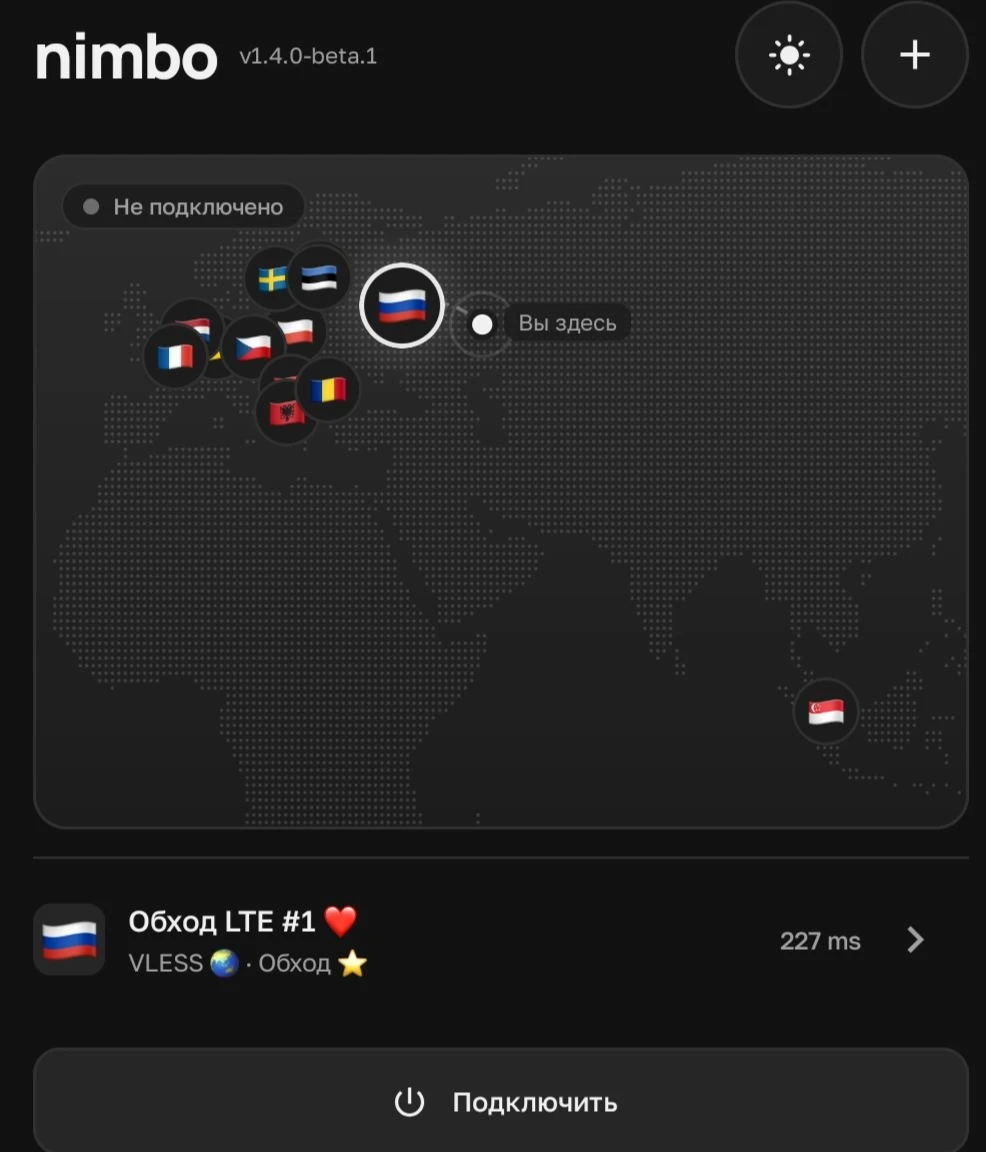 nimbo v1.4.0-beta.1
Не подключено
Вы здесь
Обход LTE #1 ❤️
227 ms
VLESS 🌏 · Обход ⭐
Подключить